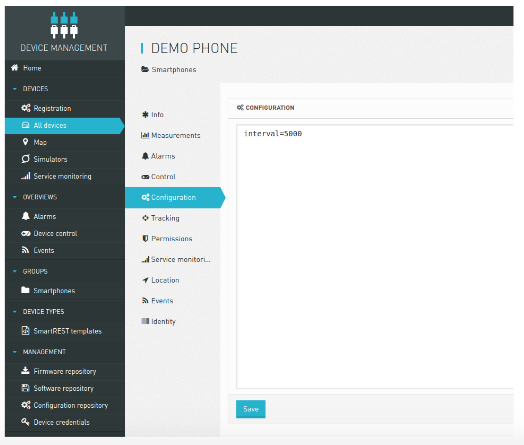 DEVICE MANAGEMENT
Home
DEVICES
Registration
All devices
Map
Simulators
Service monitoring
OVERVIEWS
Alarms
Device control
Events
GROUPS
Smartphones
DEVICE TYPES
SmartREST templates
MANAGEMENT
Firmware repository
Software repository
Configuration repository
Device credentials
DEMO PHONE
Smartphones
Info
Measurements
Alarms
Control
Configuration
Tracking
Permissions
Service monitori...
Location
Events
Identity
CONFIGURATION
interval=5000
Save